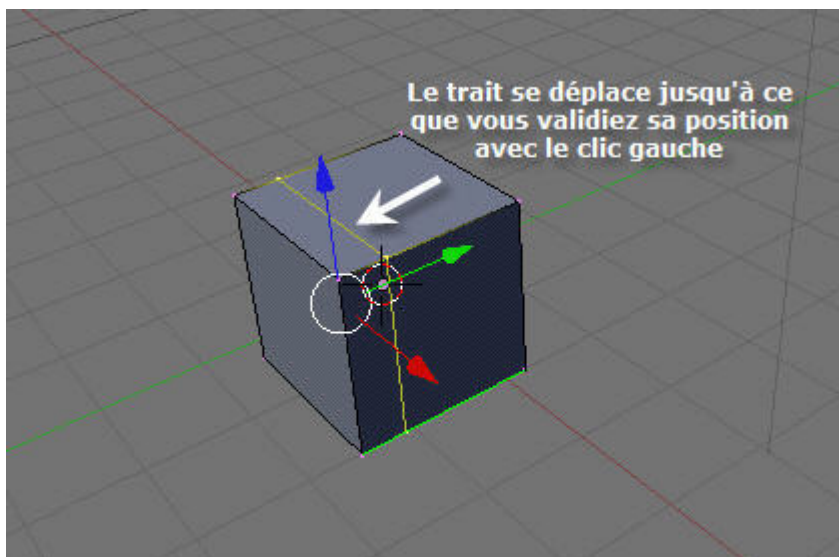 Le trait se déplace jusqu'à ce
que vous validiez sa position
avec le clic gauche